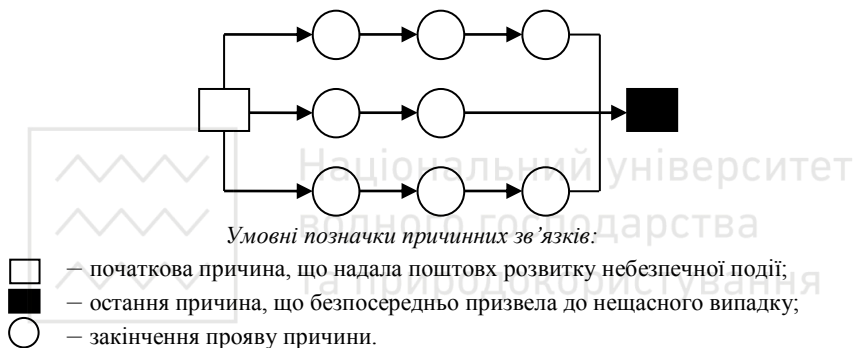 Національний університет
водного господарства
та природокористування
Умовні позначки причинних зв’язків:
– початкова причина, що надала поштовх розвитку небезпечної події;
– остання причина, що безпосередньо призвела до нещасного випадку;
– закінчення прояву причини.